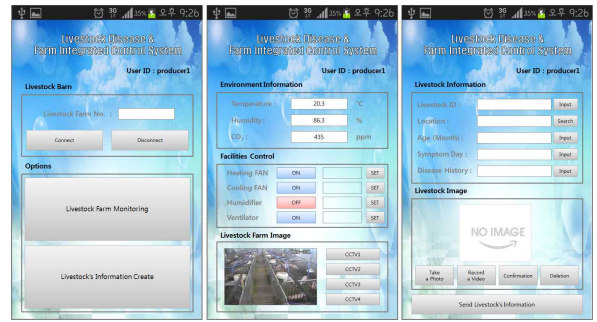 3G 35% 오후 9:26
Livestock Disease &
Farm Integrated Control System
User ID : producer1
Livestock Barn
Livestock Farm No. :
Connect Disconnect
Options
Livestock Farm Monitoring
Livestock's Information Create
3G 35% 오후 9:26
Livestock Disease &
Farm Integrated Control System
User ID : producer1
Environment Information
Temperature : 20.3 °C
Humidity : 86.3 %
CO₂ : 435 ppm
Facilities Control
Heating FAN ON SET
Cooling FAN ON SET
Humidifier OFF SET
Ventilator ON SET
Livestock Farm Image
CCTV1
CCTV2
CCTV3
CCTV4
3G 35% 오후 9:26
Livestock Disease &
Farm Integrated Control System
User ID : producer1
Livestock Information
Livestock ID : Input
Location : Search
Age (Month) : Input
Symptom Day : Input
Disease History : Input
Livestock Image
NO IMAGE
Take
a Photo
Record
a Video
Confirmation
Deletion
Send Livestock's Information